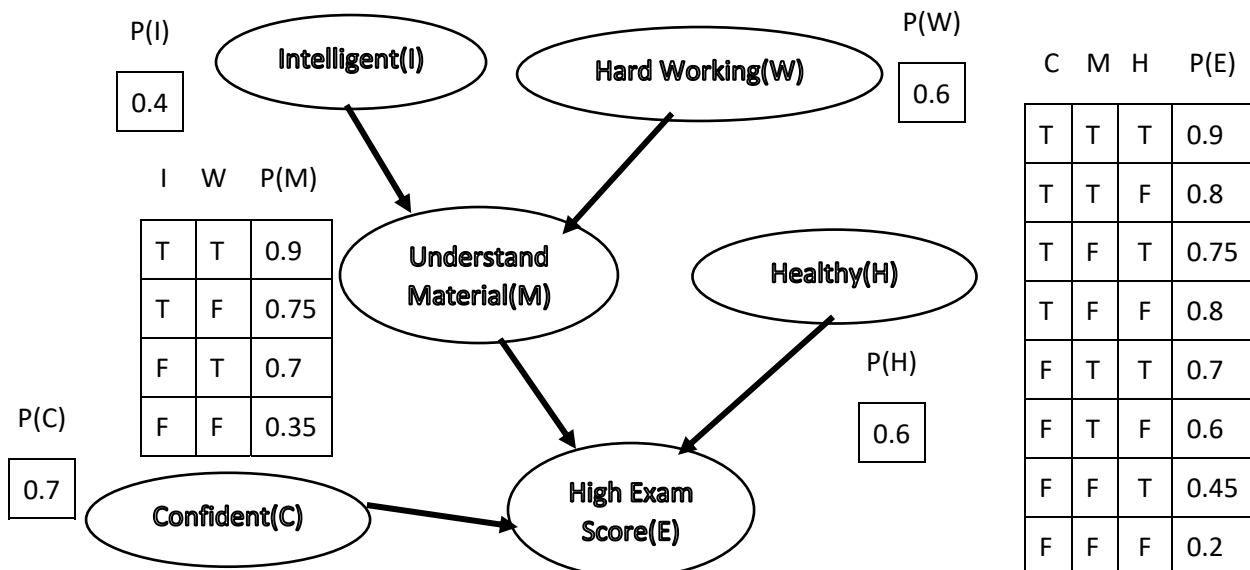 P(I)
0.4
Intelligent(I)
Hard Working(W)
P(W)
0.6
I W P(M)
T T 0.9
T F 0.75
F T 0.7
F F 0.35
Understand
Material(M)
Healthy(H)
P(H)
0.6
P(C)
0.7
Confident(C)
High Exam
Score(E)
C M H P(E)
T T T 0.9
T T F 0.8
T F T 0.75
T F F 0.8
F T T 0.7
F T F 0.6
F F T 0.45
F F F 0.2